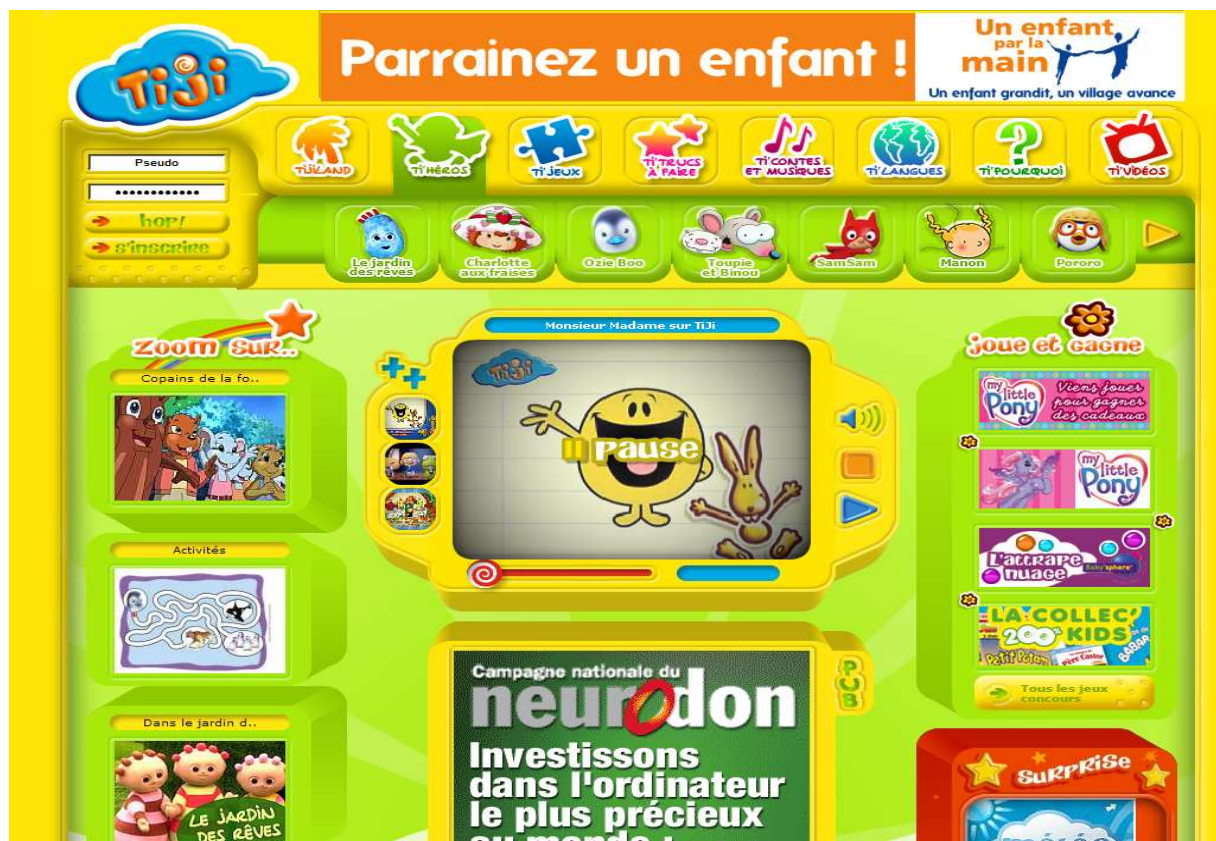 Parrainez un enfant !
Un enfant
par la
main
Un enfant grandit, un village avance
TiJi
Pseudo
hop!
s'inscrire
TiJiLAND
Ti'HÉROS
Ti'JEUX
Ti'TRUCS
À FAIRE
Ti'CONTES
ET MUSIQUES
Ti'LANGUES
Ti'POURQUOI
Ti'VIDÉOS
Le jardin
des rêves
Charlotte
aux fraises
Ozie Boo
Toupie
et Binou
SamSam
Manon
Pororo
Zoom sur..
Copains de la fo..
Activités
Dans le jardin d..
LE JARDIN
DES RÊVES
Monsieur Madame sur TiJi
TiJi
Pause
PUB
Campagne nationale du
neurodon
Investissons
dans l'ordinateur
le plus précieux
au monde :
joue et gagne
my
little
Pony
Viens jouer
pour gagner
des cadeaux
my
little
Pony
L'attrape
nuage
Baby'sphere
LA COLLEC'
200% KIDS
Petit Potam
Père Castor
BABAR
Tous les jeux
concours
SURPRISE